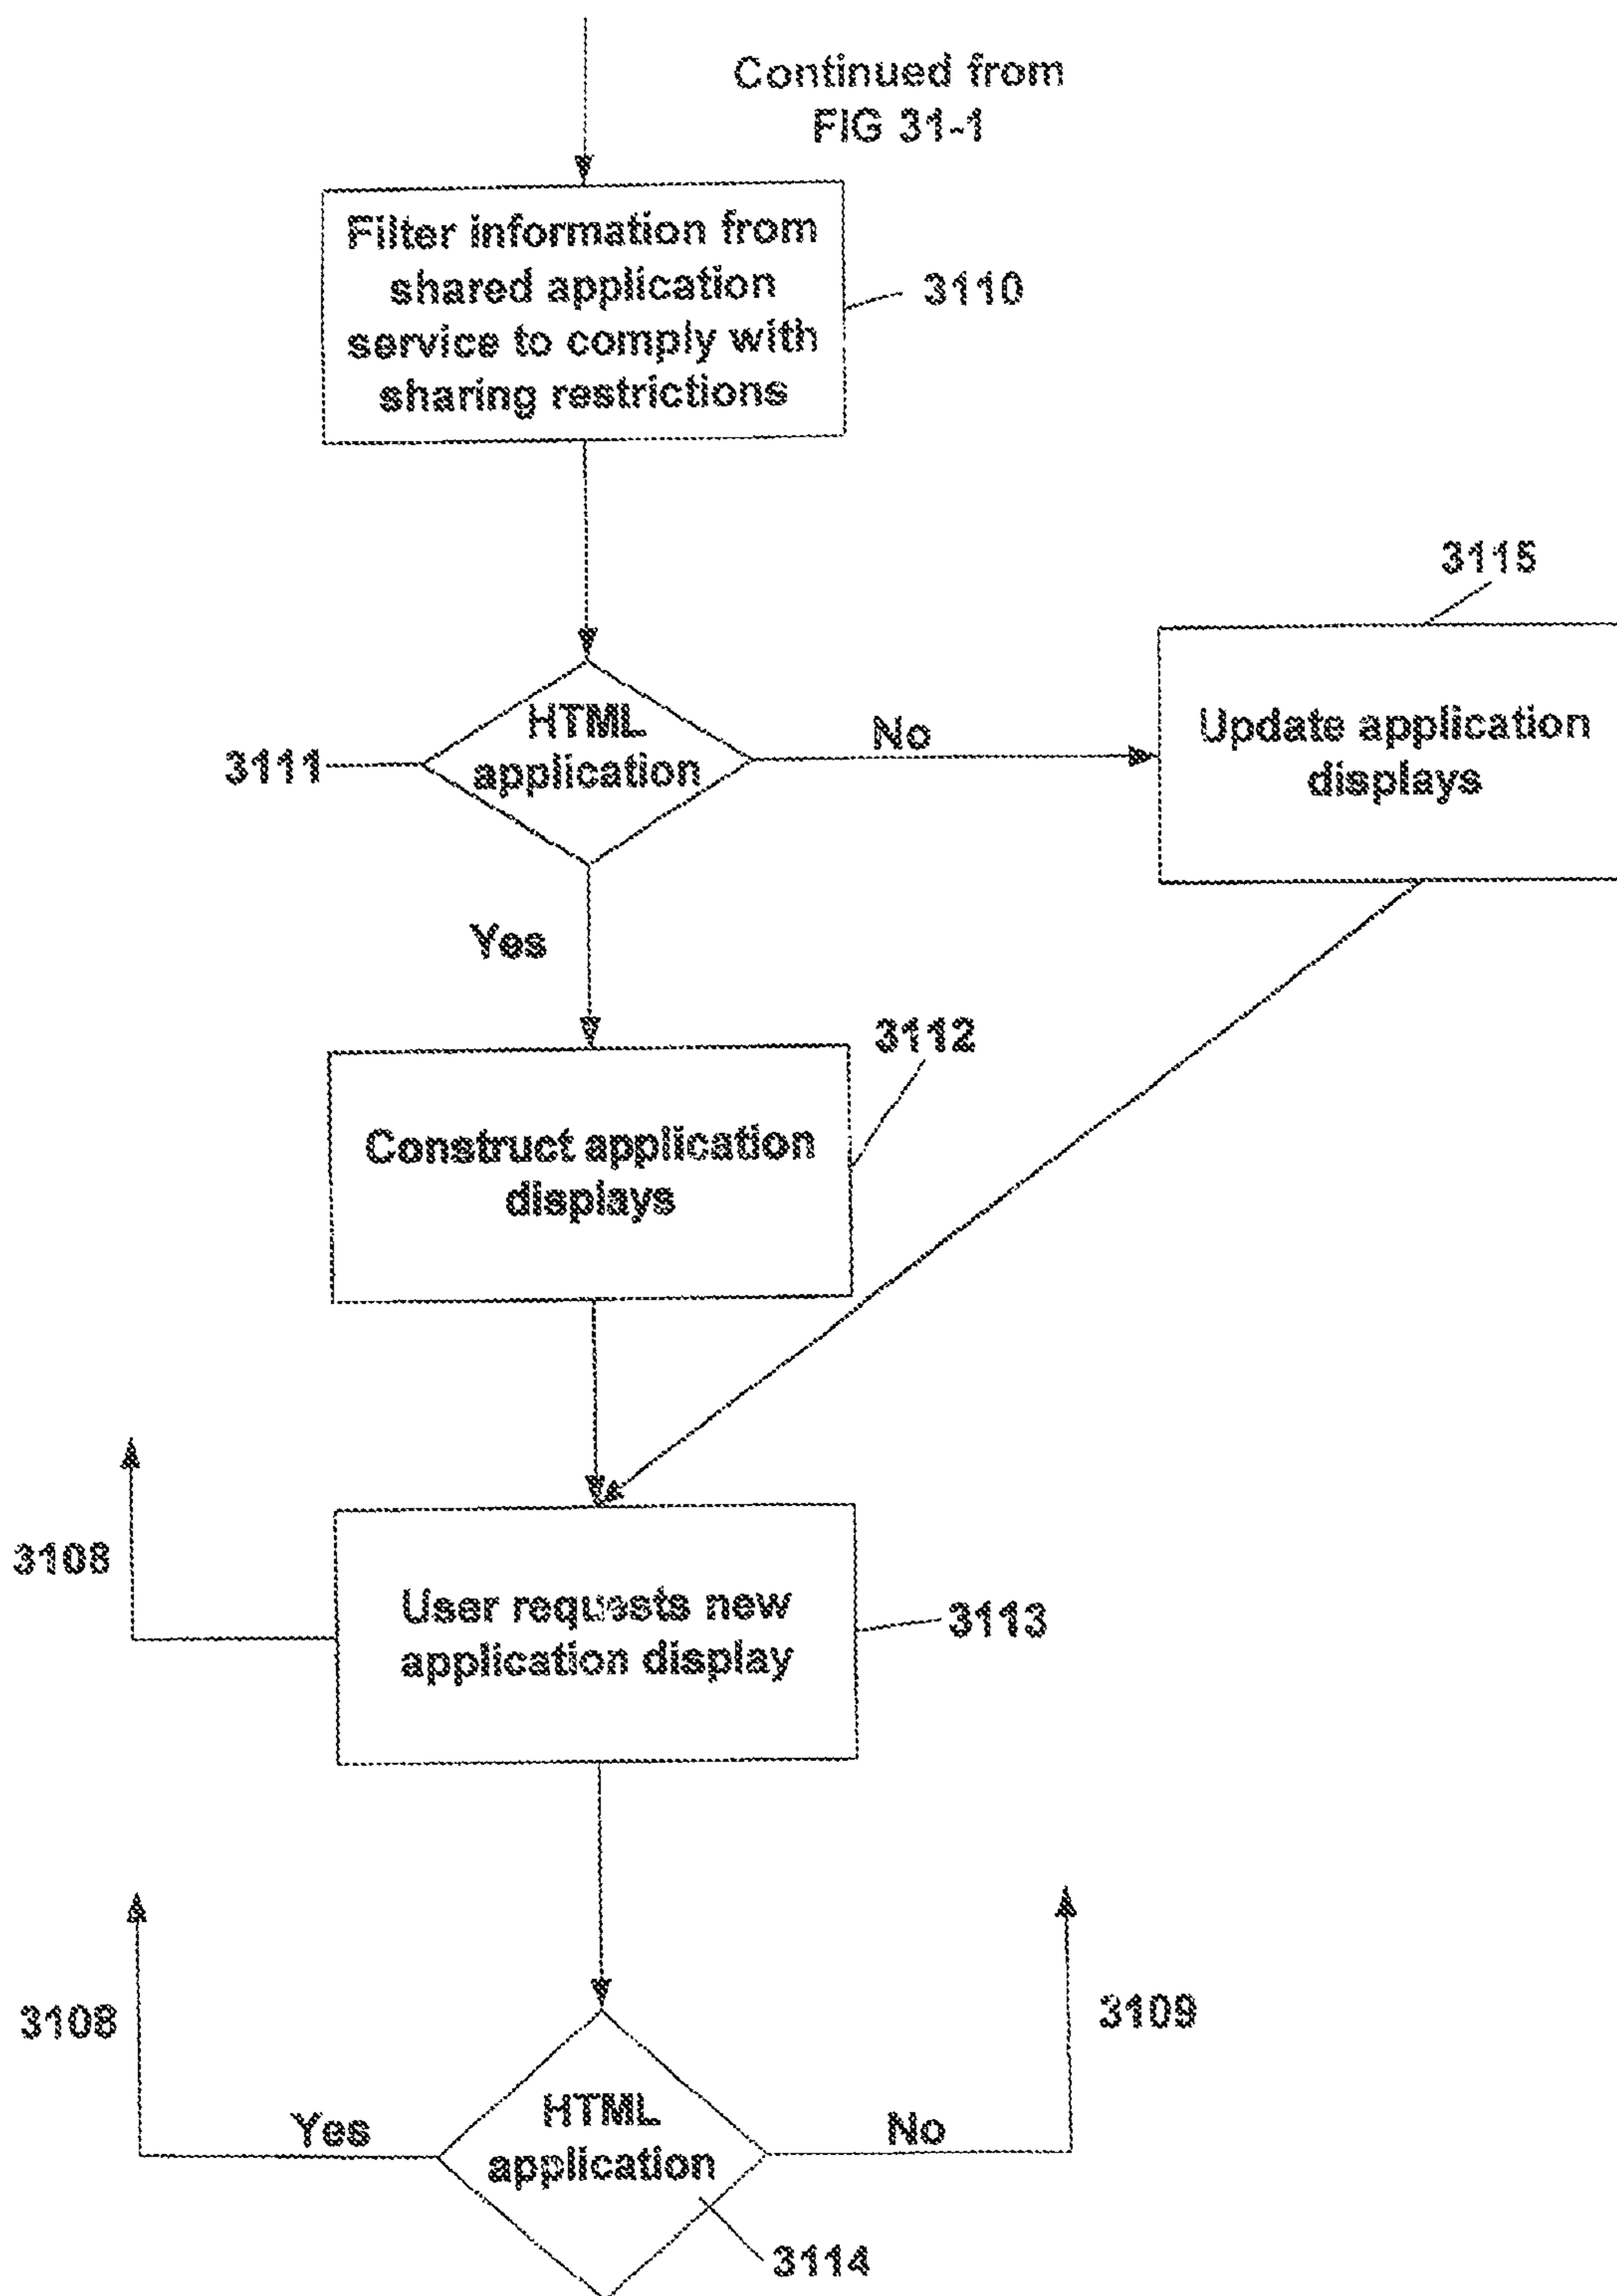 Continued from
FIG 31-1
Filter information from
shared application
service to comply with
sharing restrictions
3110
3115
HTML
application
3111
No
Update application
displays
Yes
3112
Construct application
displays
3108
User requests new
application display
3113
3108
3109
Yes
HTML
application
No
3114